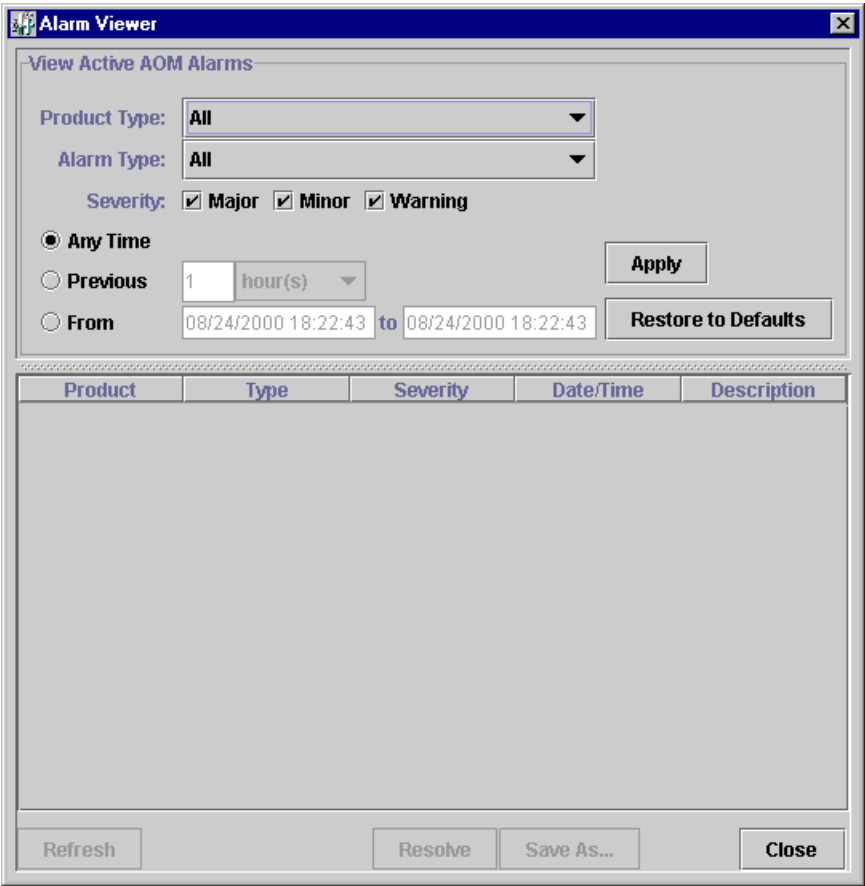 Alarm Viewer
View Active AOM Alarms
Product Type: All
Alarm Type: All
Severity: Major Minor Warning
Any Time
Previous 1 hour(s)
Apply
From 08/24/2000 18:22:43 to 08/24/2000 18:22:43
Restore to Defaults
Product Type Severity Date/Time Description
Refresh Resolve Save As... Close